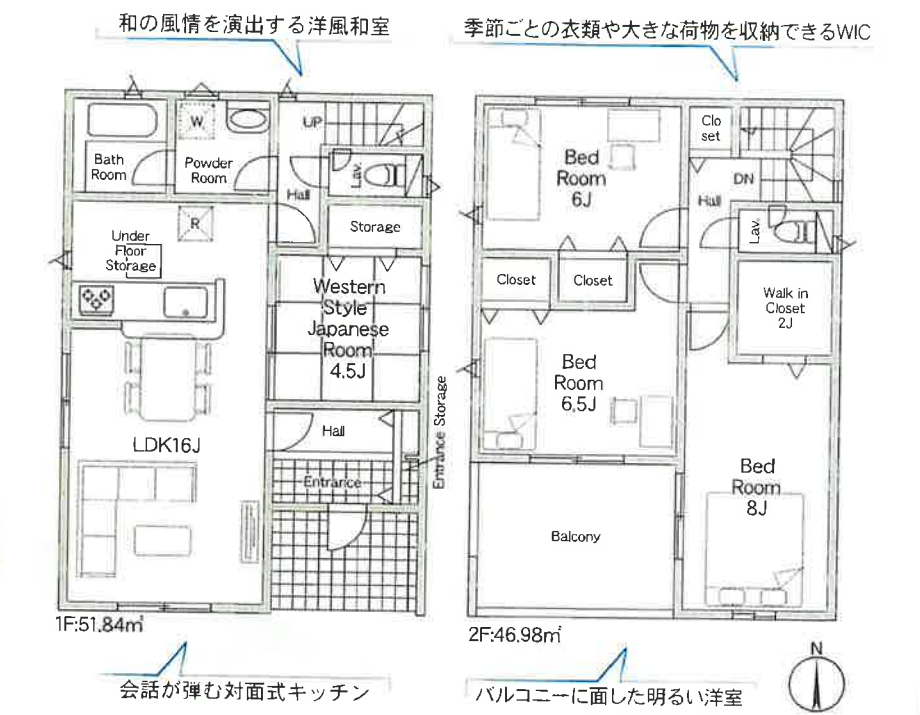 和の風情を演出する洋風和室
季節ごとの衣類や大きな荷物を収納できるWIC
W
UP
Bath
Room
Powder
Room
Lav.
Hall
R
Storage
Under
Floor
Storage
Western
Style
Japanese
Room
4.5J
LDK16J
Hall
Entrance Storage
Entrance
1F:51.84㎡
Clo
set
Bed
Room
6J
DN
Hall
Lav.
Closet
Closet
Walk in
Closet
2J
Bed
Room
6.5J
Bed
Room
8J
Balcony
2F:46.98㎡
N
会話が弾む対面式キッチン
バルコニーに面した明るい洋室